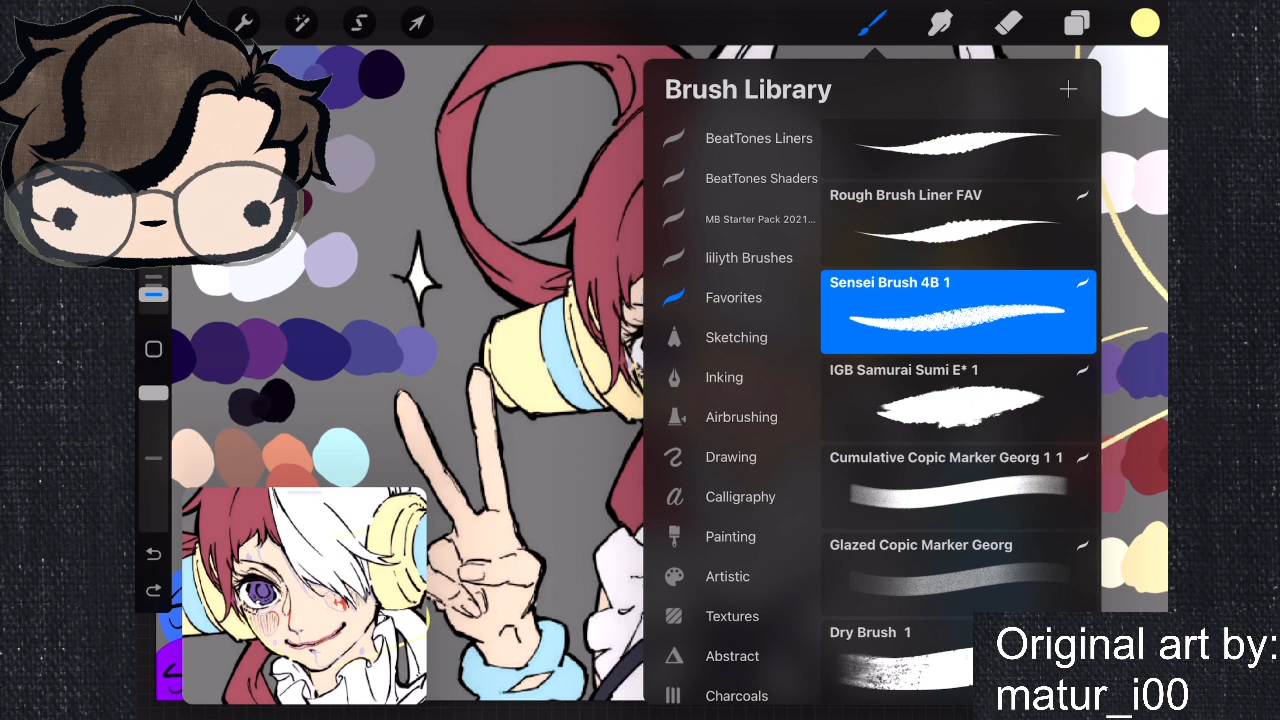 Brush Library
BeatTones Liners
BeatTones Shaders
MB Starter Pack 2021...
liliyth Brushes
Favorites
Sketching
Inking
Airbrushing
Drawing
Calligraphy
Painting
Artistic
Textures
Abstract
Charcoals
Rough Brush Liner FAV
Sensei Brush 4B 1
IGB Samurai Sumi E* 1
Cumulative Copic Marker Georg 1 1
Glazed Copic Marker Georg
Dry Brush 1
Original art by:
matur_i00